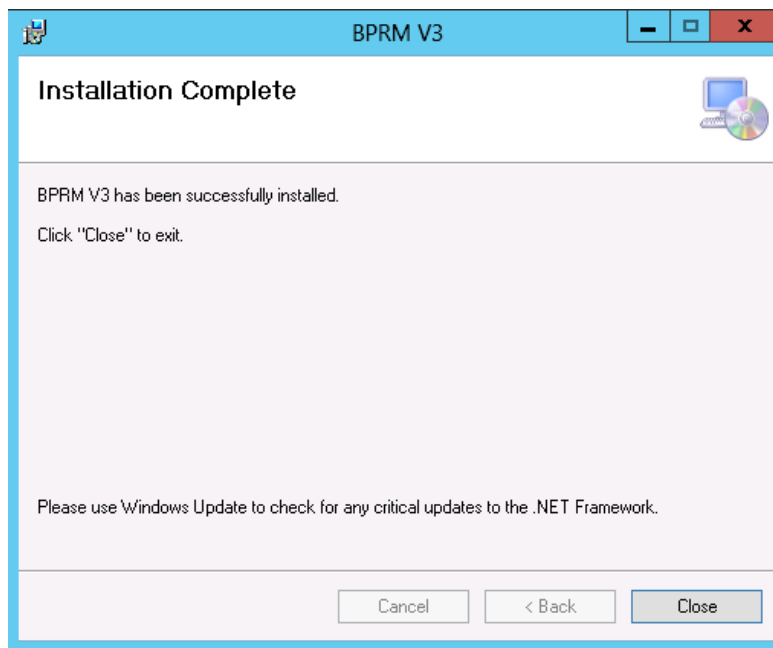 BPRM V3
Installation Complete
BPRM V3 has been successfully installed.
Click "Close" to exit.
Please use Windows Update to check for any critical updates to the .NET Framework.
Cancel
< Back
Close